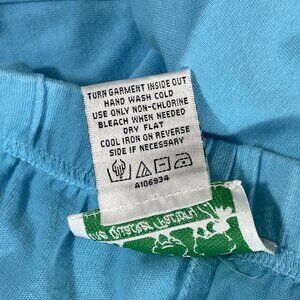 TURN GARMENT INSIDE OUT
HAND WASH COLD
USE ONLY NON-CHLORINE
BLEACH WHEN NEEDED
DRY FLAT
COOL IRON ON REVERSE
SIDE IF NECESSARY
A106934